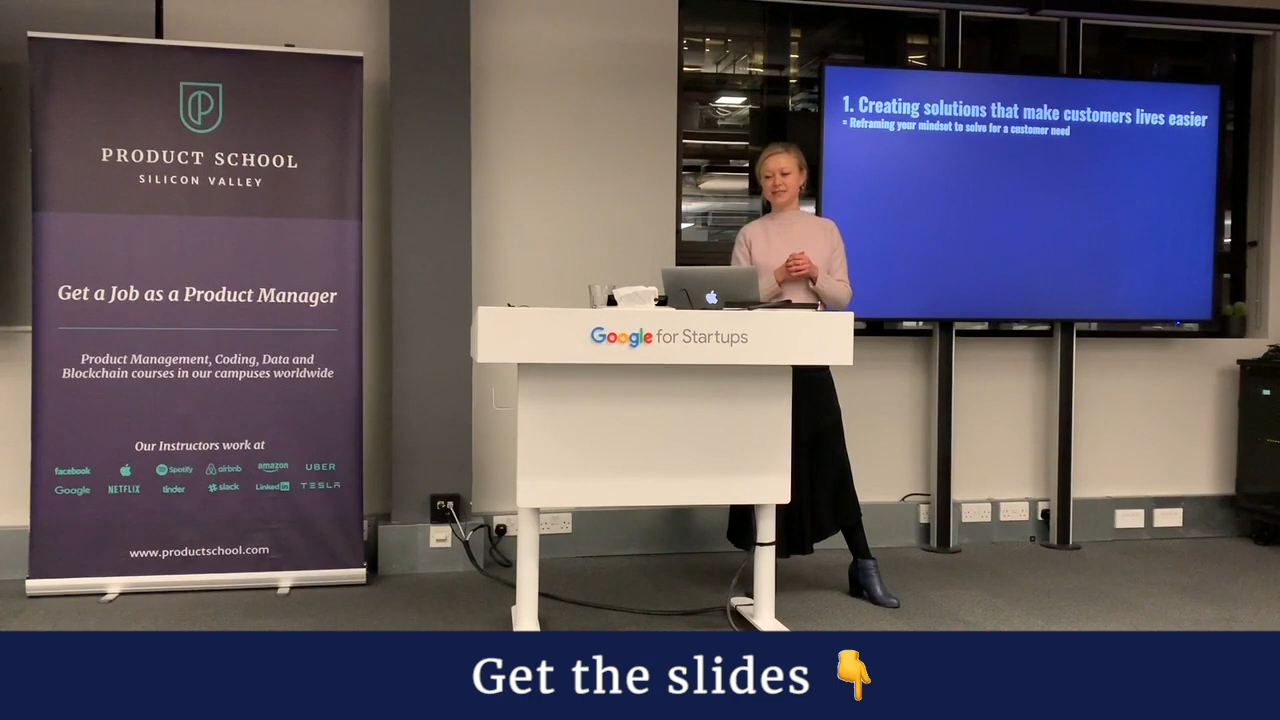 PRODUCT SCHOOL
SILICON VALLEY
Get a Job as a Product Manager
Product Management, Coding, Data and
Blockchain courses in our campuses worldwide
Our Instructors work at
facebook Spotify airbnb amazon UBER
Google NETFLIX tinder slack LinkedIn TESLA
www.productschool.com
Google for Startups
1. Creating solutions that make customers lives easier
= Reframing your mindset to solve for a customer need
Get the slides 👇